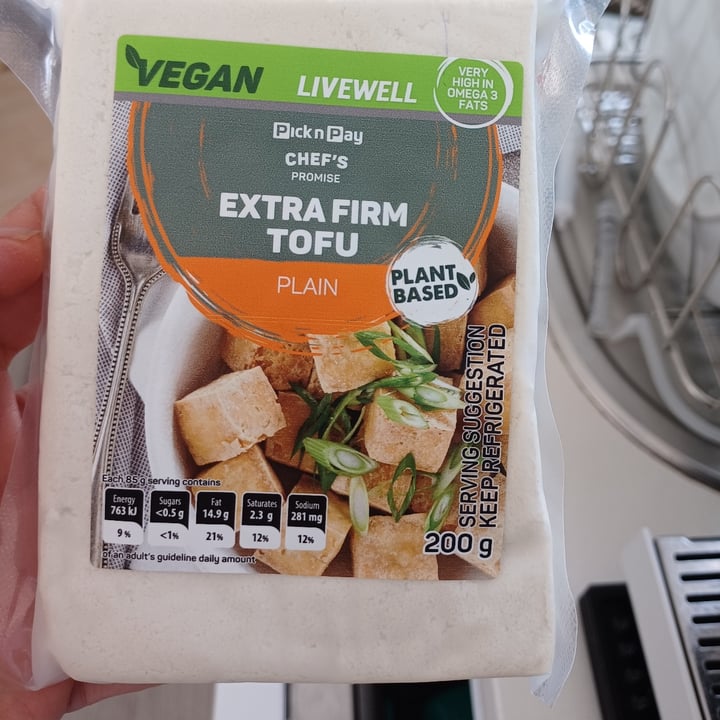 VEGAN
LIVEWELL
VERY
HIGH IN
OMEGA 3
FATS
Pick n Pay
CHEF'S
PROMISE
EXTRA FIRM
TOFU
PLAIN
PLANT
BASED
SERVING SUGGESTION
KEEP REFRIGERATED
Each 85 g serving contains
Energy 763 kJ 9%
Sugars <0.5 g <1%
Fat 14.9 g 21%
Saturates 2.3 g 12%
Sodium 281 mg 12%
of an adult's guideline daily amount
200 g